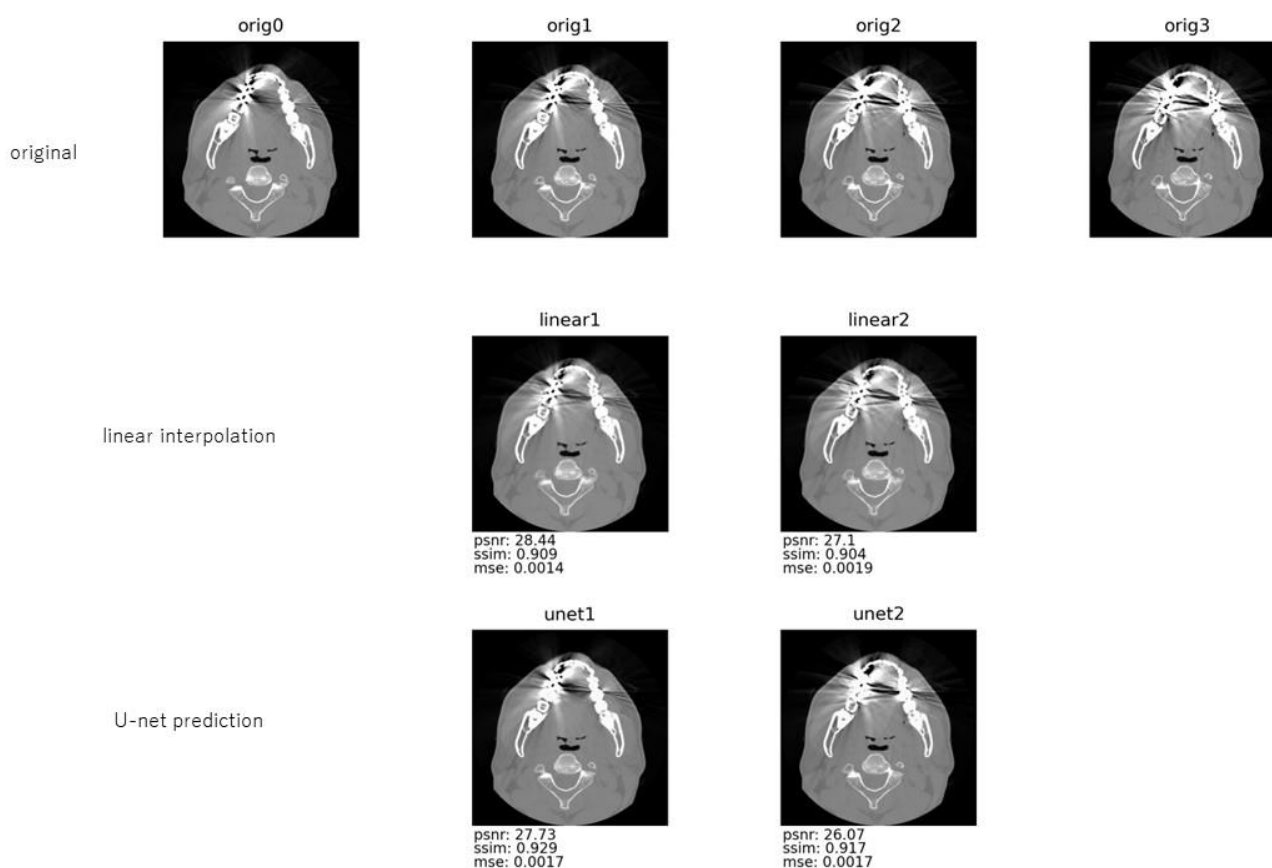 orig0
orig1
orig2
orig3
original
linear1
linear2
linear interpolation
psnr: 28.44
ssim: 0.909
mse: 0.0014
psnr: 27.1
ssim: 0.904
mse: 0.0019
unet1
unet2
U-net prediction
psnr: 27.73
ssim: 0.929
mse: 0.0017
psnr: 26.07
ssim: 0.917
mse: 0.0017